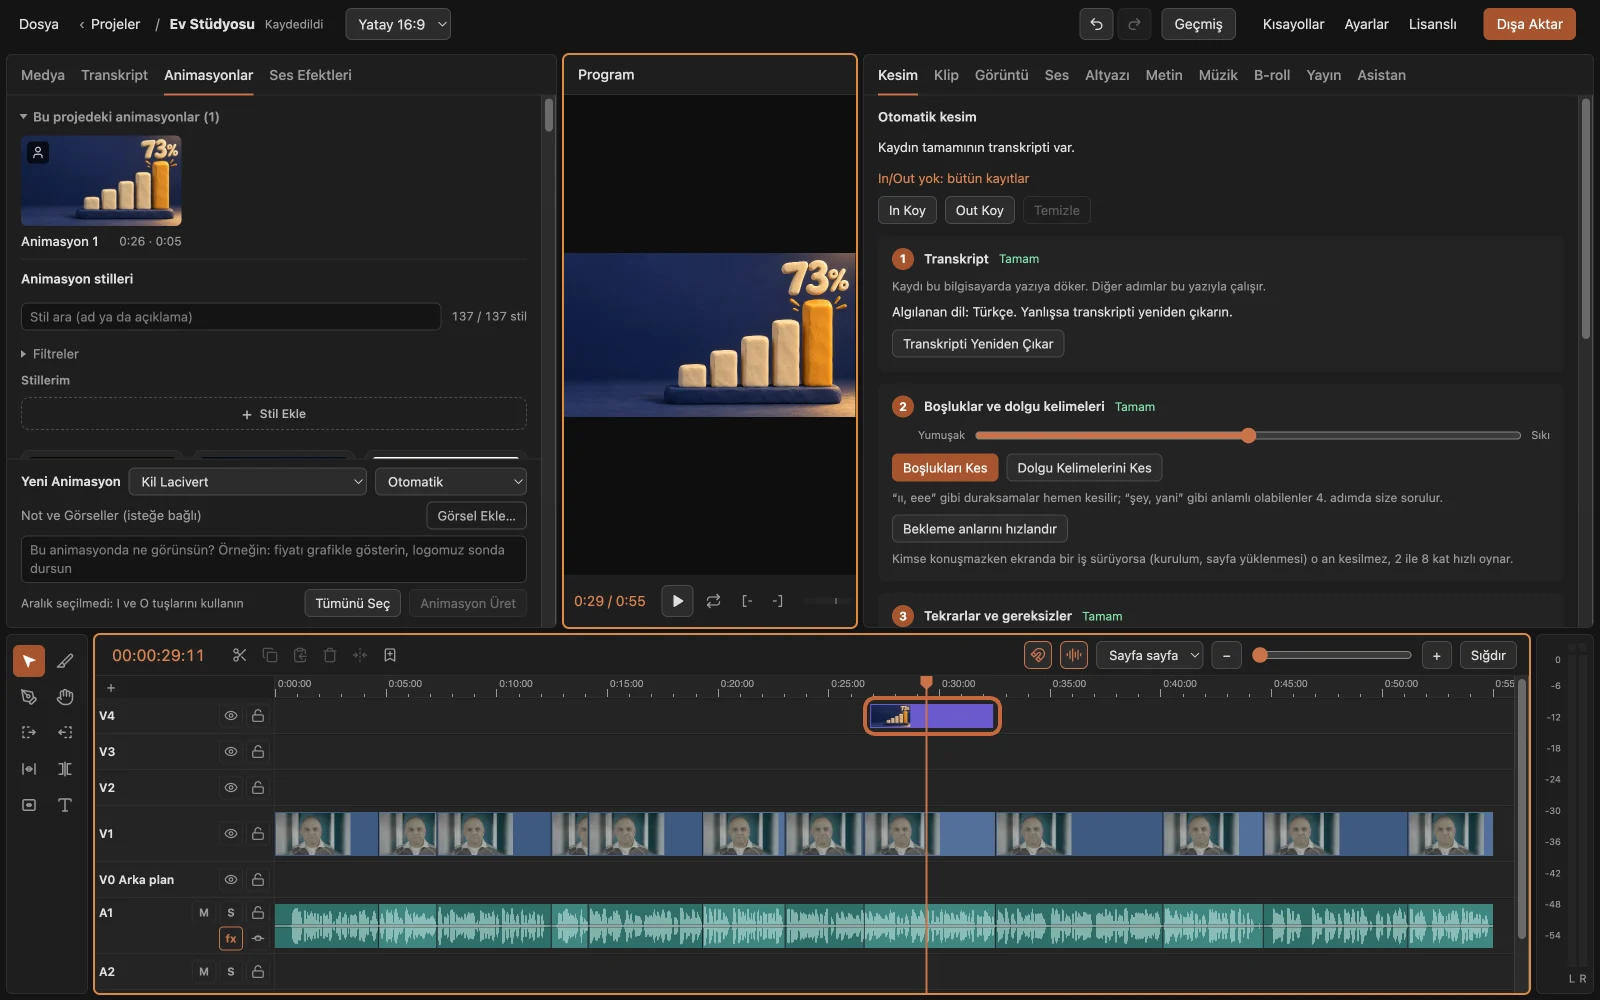 Dosya ‹ Projeler / Ev Stüdyosu Kaydedildi Yatay 16:9 Geçmiş Kısayollar Ayarlar Lisanslı Dışa Aktar
Medya Transkript Animasyonlar Ses Efektleri
Bu projedeki animasyonlar (1)
73%
Animasyon 1 0:26 · 0:05
Animasyon stilleri
Stil ara (ad ya da açıklama) 137 / 137 stil
Filtreler
Stillerim
+ Stil Ekle
Yeni Animasyon Kil Lacivert Otomatik
Not ve Görseller (isteğe bağlı) Görsel Ekle...
Bu animasyonda ne görünsün? Örneğin: fiyatı grafikle gösterin, logomuz sonda
dursun
Aralık seçilmedi: I ve O tuşlarını kullanın Tümünü Seç Animasyon Üret
Program
73%
0:29 / 0:55
Kesim Klip Görüntü Ses Altyazı Metin Müzik B-roll Yayın Asistan
Otomatik kesim
Kaydın tamamının transkripti var.
In/Out yok: bütün kayıtlar
In Koy Out Koy Temizle
1 Transkript Tamam
Kaydı bu bilgisayarda yazıya döker. Diğer adımlar bu yazıyla çalışır.
Algılanan dil: Türkçe. Yanlışsa transkripti yeniden çıkarın.
Transkripti Yeniden Çıkar
2 Boşluklar ve dolgu kelimeleri Tamam
Yumuşak Sıkı
Boşlukları Kes Dolgu Kelimelerini Kes
“ıı, eee” gibi duraksamalar hemen kesilir; “şey, yani” gibi anlamlı olabilenler 4. adımda size sorulur.
Bekleme anlarını hızlandır
Kimse konuşmazken ekranda bir iş sürüyorsa (kurulum, sayfa yüklenmesi) o an kesilmez, 2 ile 8 kat hızlı oynar.
3 Tekrarlar ve gereksizler Tamam
00:00:29:11 Sayfa sayfa − + Sığdır
+ 0:00:00 0:05:00 0:10:00 0:15:00 0:20:00 0:25:00 0:30:00 0:35:00 0:40:00 0:45:00 0:50:00 0:55
V4
73%
V3
V2
V1
V0 Arka plan
A1 M S
fx
A2 M S
0
-6
-12
-18
-24
-30
-36
-42
-48
-54
L R